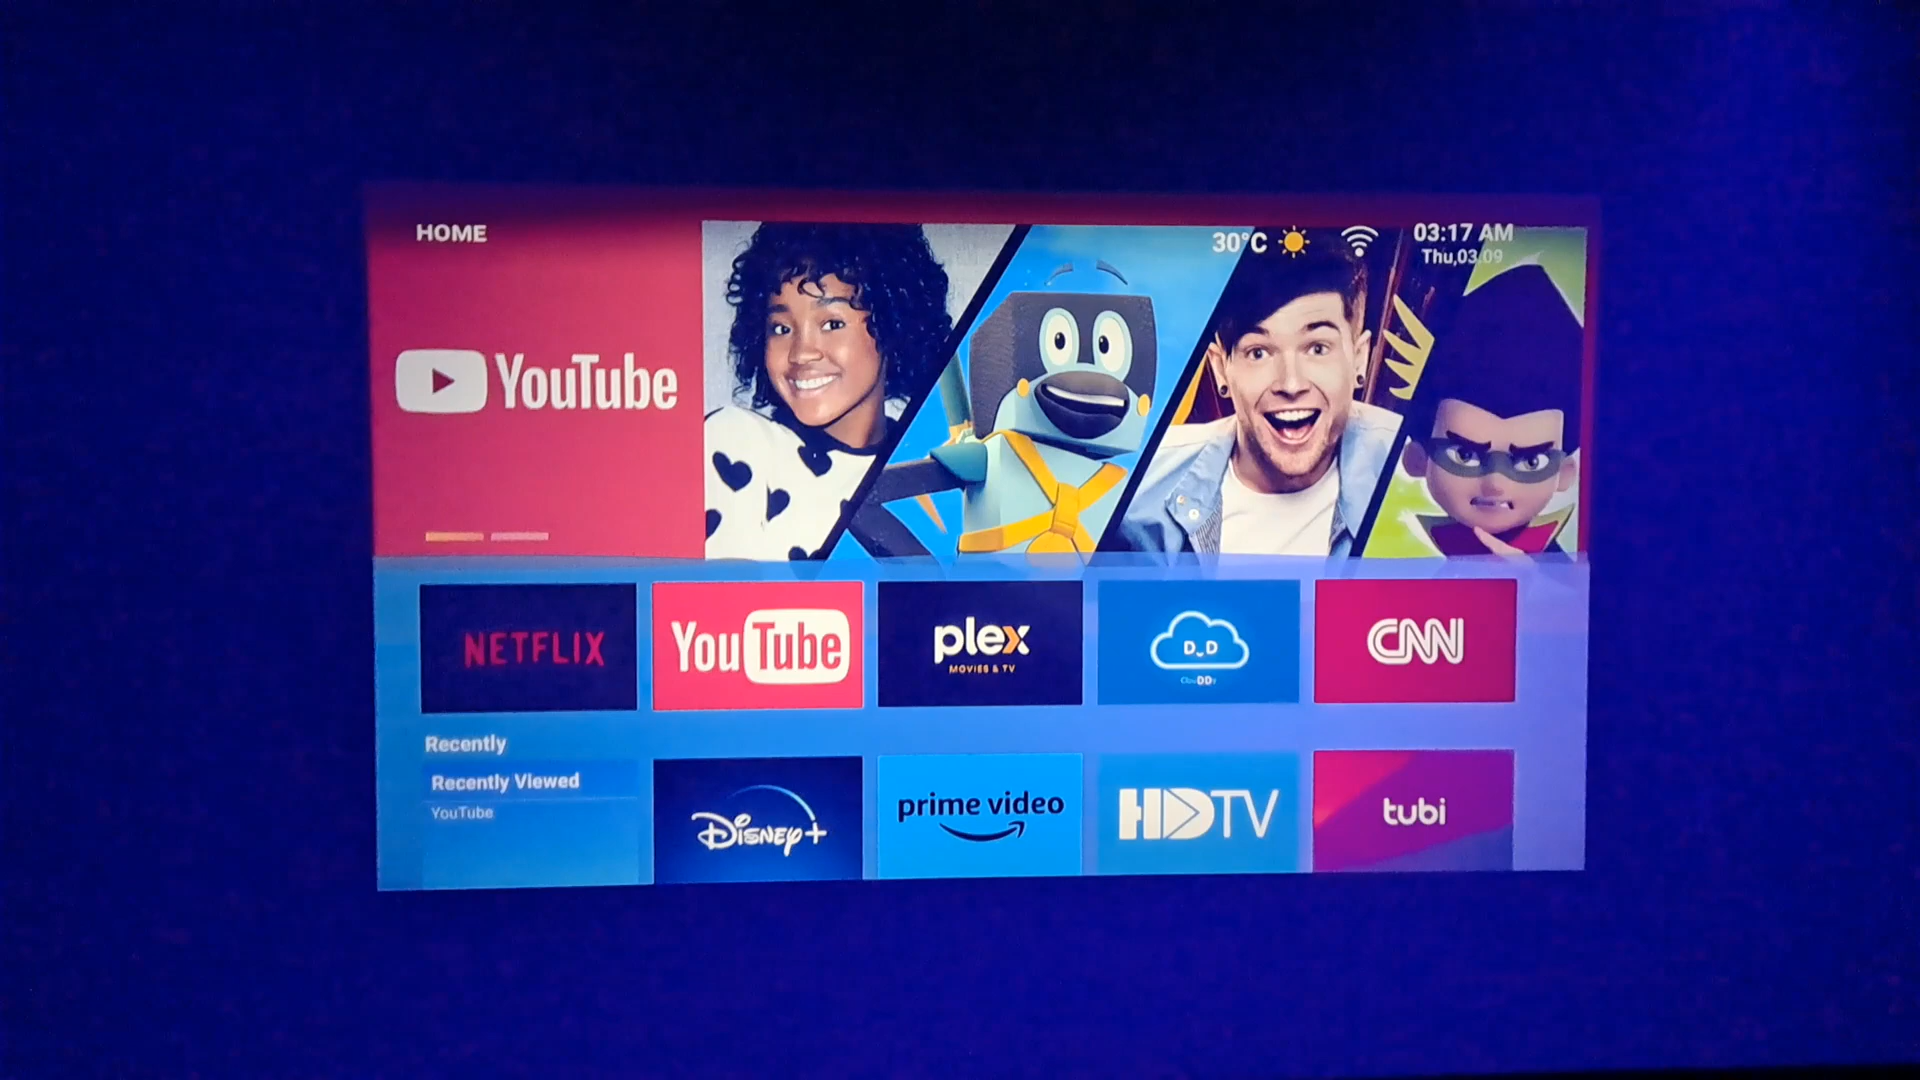 HOME
30°C
03:17 AM
Thu,03,09
YouTube
NETFLIX
YouTube
plex
MOVIES & TV
D_D
CNN
Recently
Recently Viewed
YouTube
Disney+
prime video
HDTV
tubi